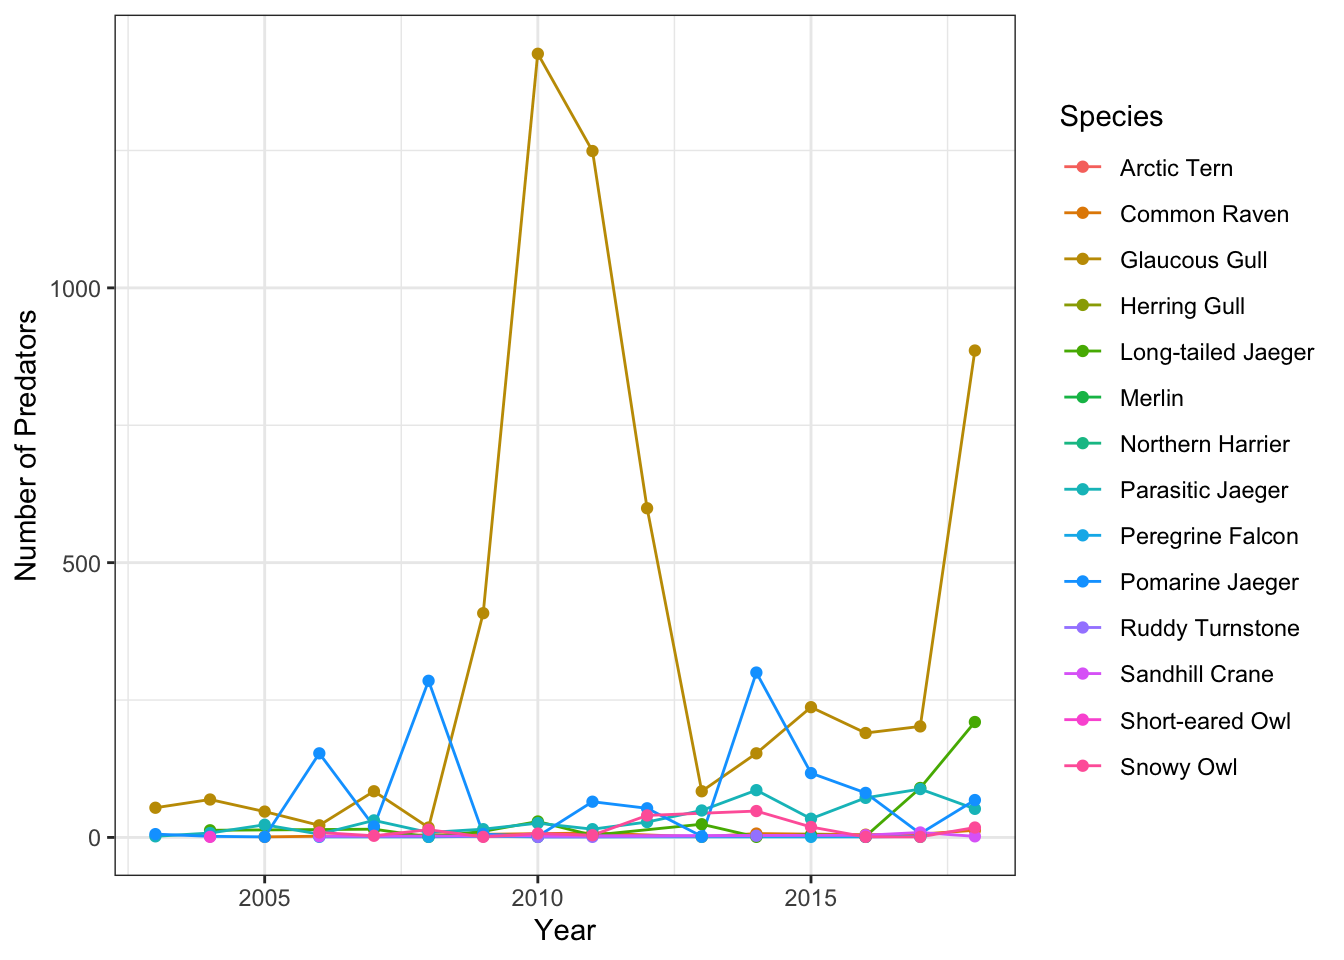 Number of Predators
1000
500
0
2005
2010
2015
Year
Species
Arctic Tern
Common Raven
Glaucous Gull
Herring Gull
Long-tailed Jaeger
Merlin
Northern Harrier
Parasitic Jaeger
Peregrine Falcon
Pomarine Jaeger
Ruddy Turnstone
Sandhill Crane
Short-eared Owl
Snowy Owl